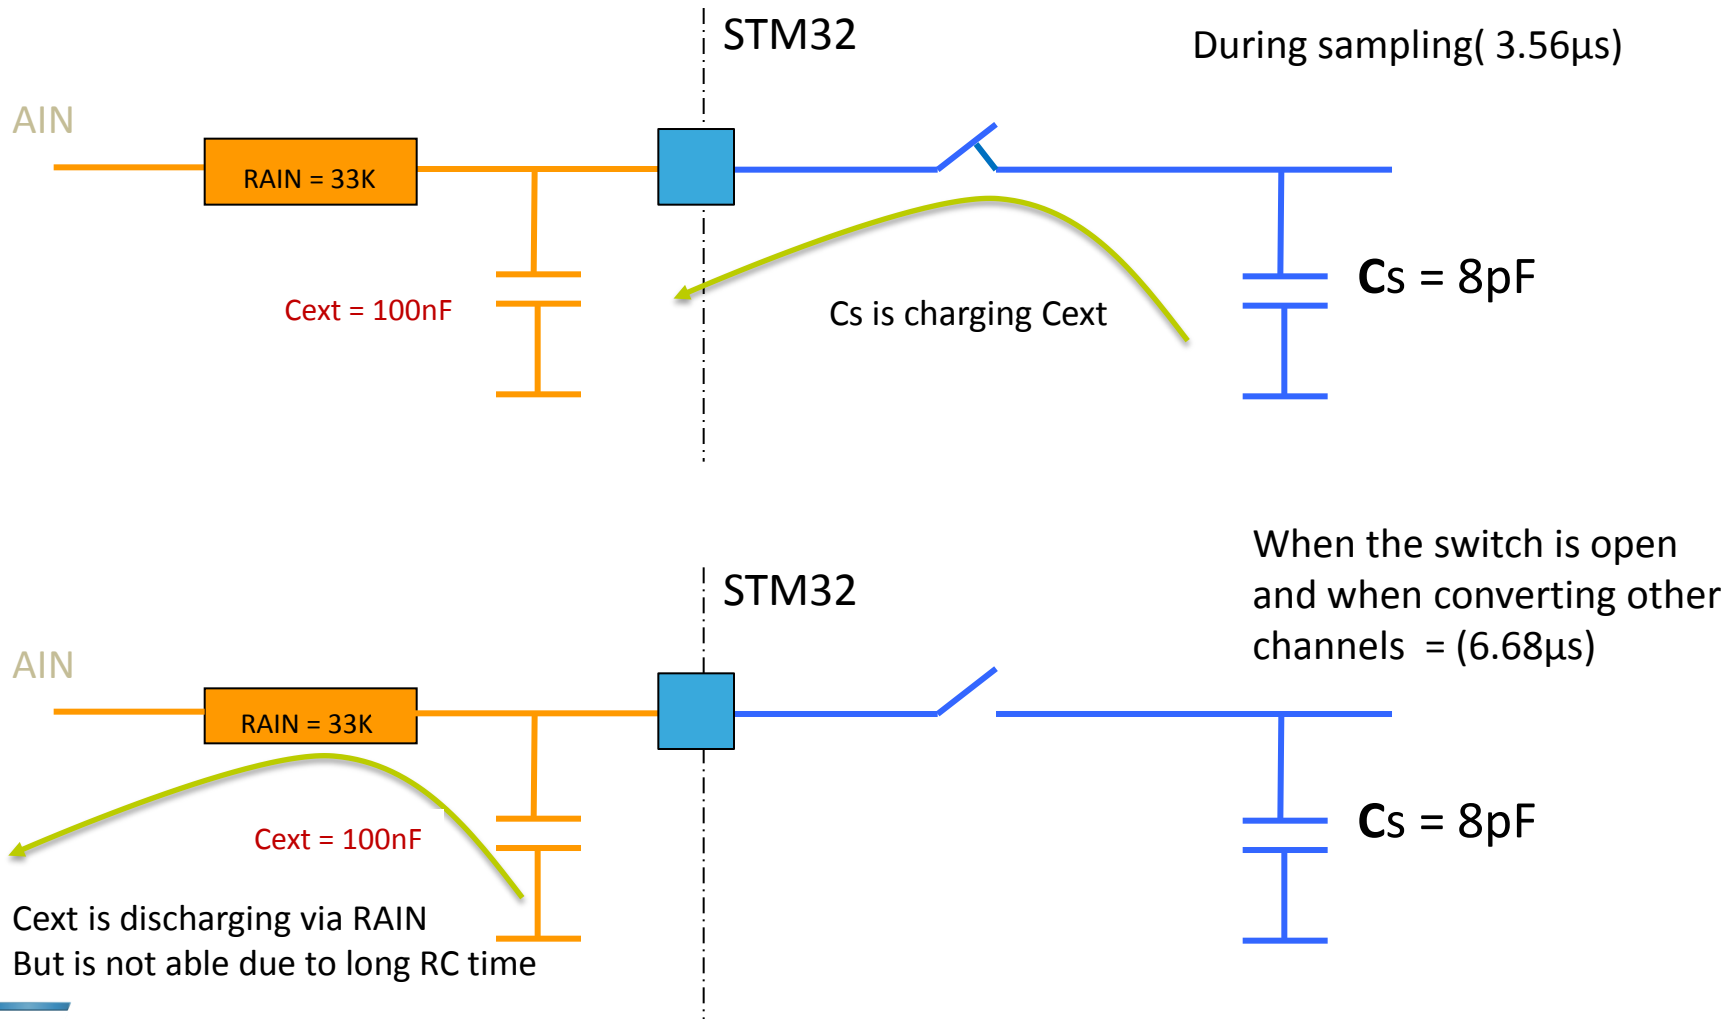 STM32
During sampling( 3.56µs)
AIN
RAIN = 33K
Cext = 100nF
Cs is charging Cext
Cs = 8pF
When the switch is open
and when converting other
channels  = (6.68µs)
STM32
AIN
RAIN = 33K
Cext = 100nF
Cs = 8pF
Cext is discharging via RAIN
But is not able due to long RC time